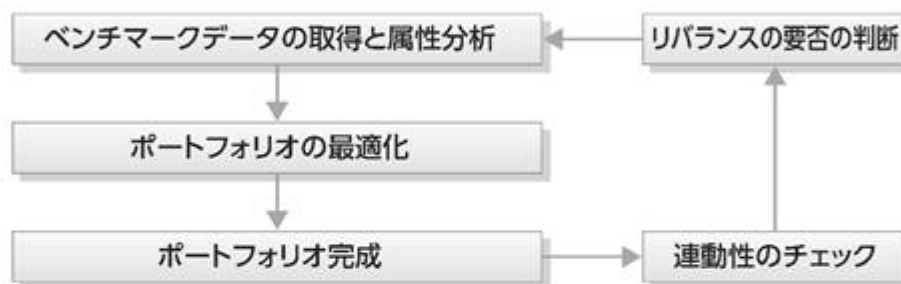 ベンチマークデータの取得と属性分析
リバランスの要否の判断
ポートフォリオの最適化
ポートフォリオ完成
連動性のチェック